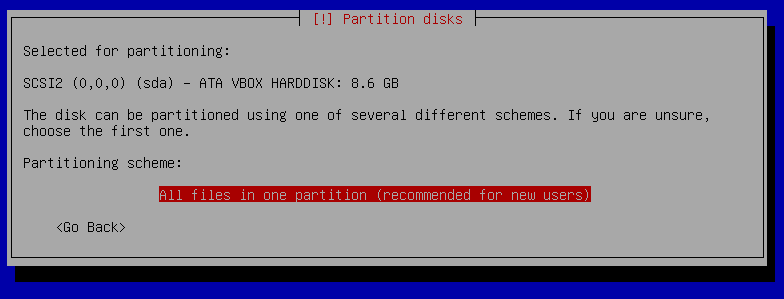 [!] Partition disks
Selected for partitioning:
SCSI2 (0,0,0) (sda) - ATA VBOX HARDDISK: 8.6 GB
The disk can be partitioned using one of several different schemes. If you are unsure,
choose the first one.
Partitioning scheme:
All files in one partition (recommended for new users)
<Go Back>